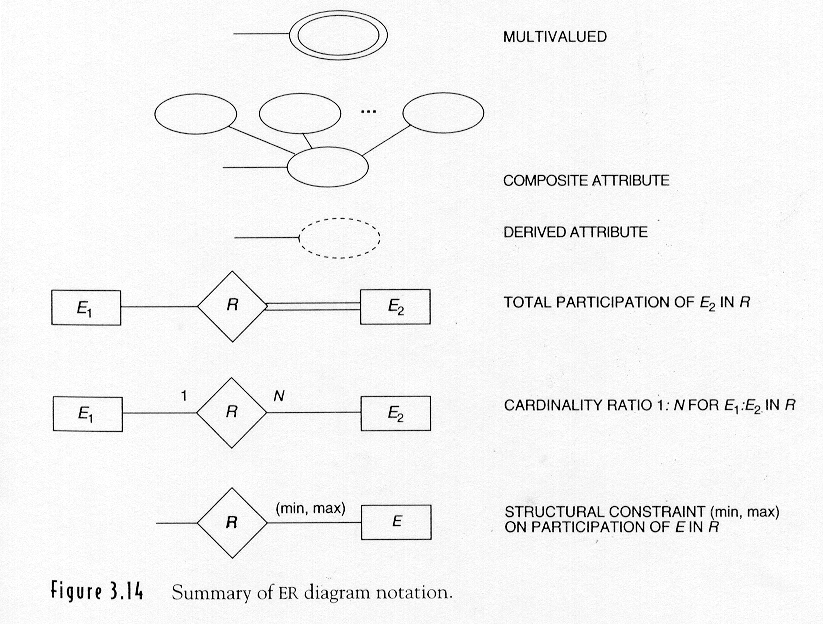 MULTIVALUED
...
COMPOSITE ATTRIBUTE
DERIVED ATTRIBUTE
E₁ R E₂ TOTAL PARTICIPATION OF E₂ IN R
1 N
E₁ R E₂ CARDINALITY RATIO 1: N FOR E₁:E₂ IN R
(min, max)
R E STRUCTURAL CONSTRAINT (min, max)
ON PARTICIPATION OF E IN R
Figure 3.14 Summary of ER diagram notation.